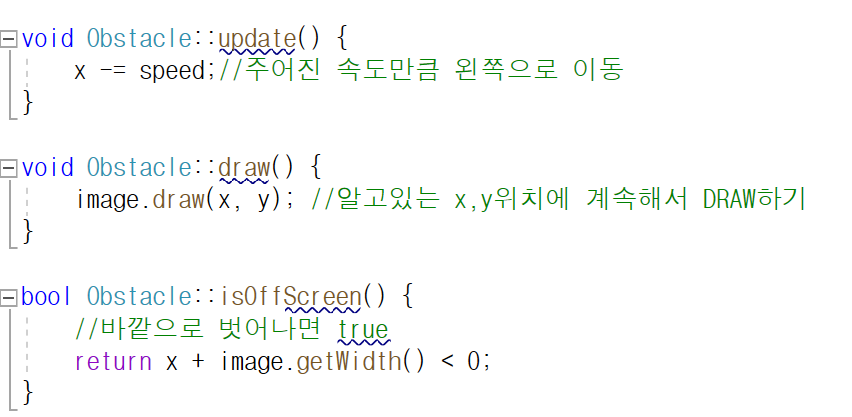 void Obstacle::update() {
x -= speed;//주어진 속도만큼 왼쪽으로 이동
}
void Obstacle::draw() {
image.draw(x, y); //알고있는 x,y위치에 계속해서 DRAW하기
}
bool Obstacle::isOffScreen() {
//바깥으로 벗어나면 true
return x + image.getWidth() < 0;
}